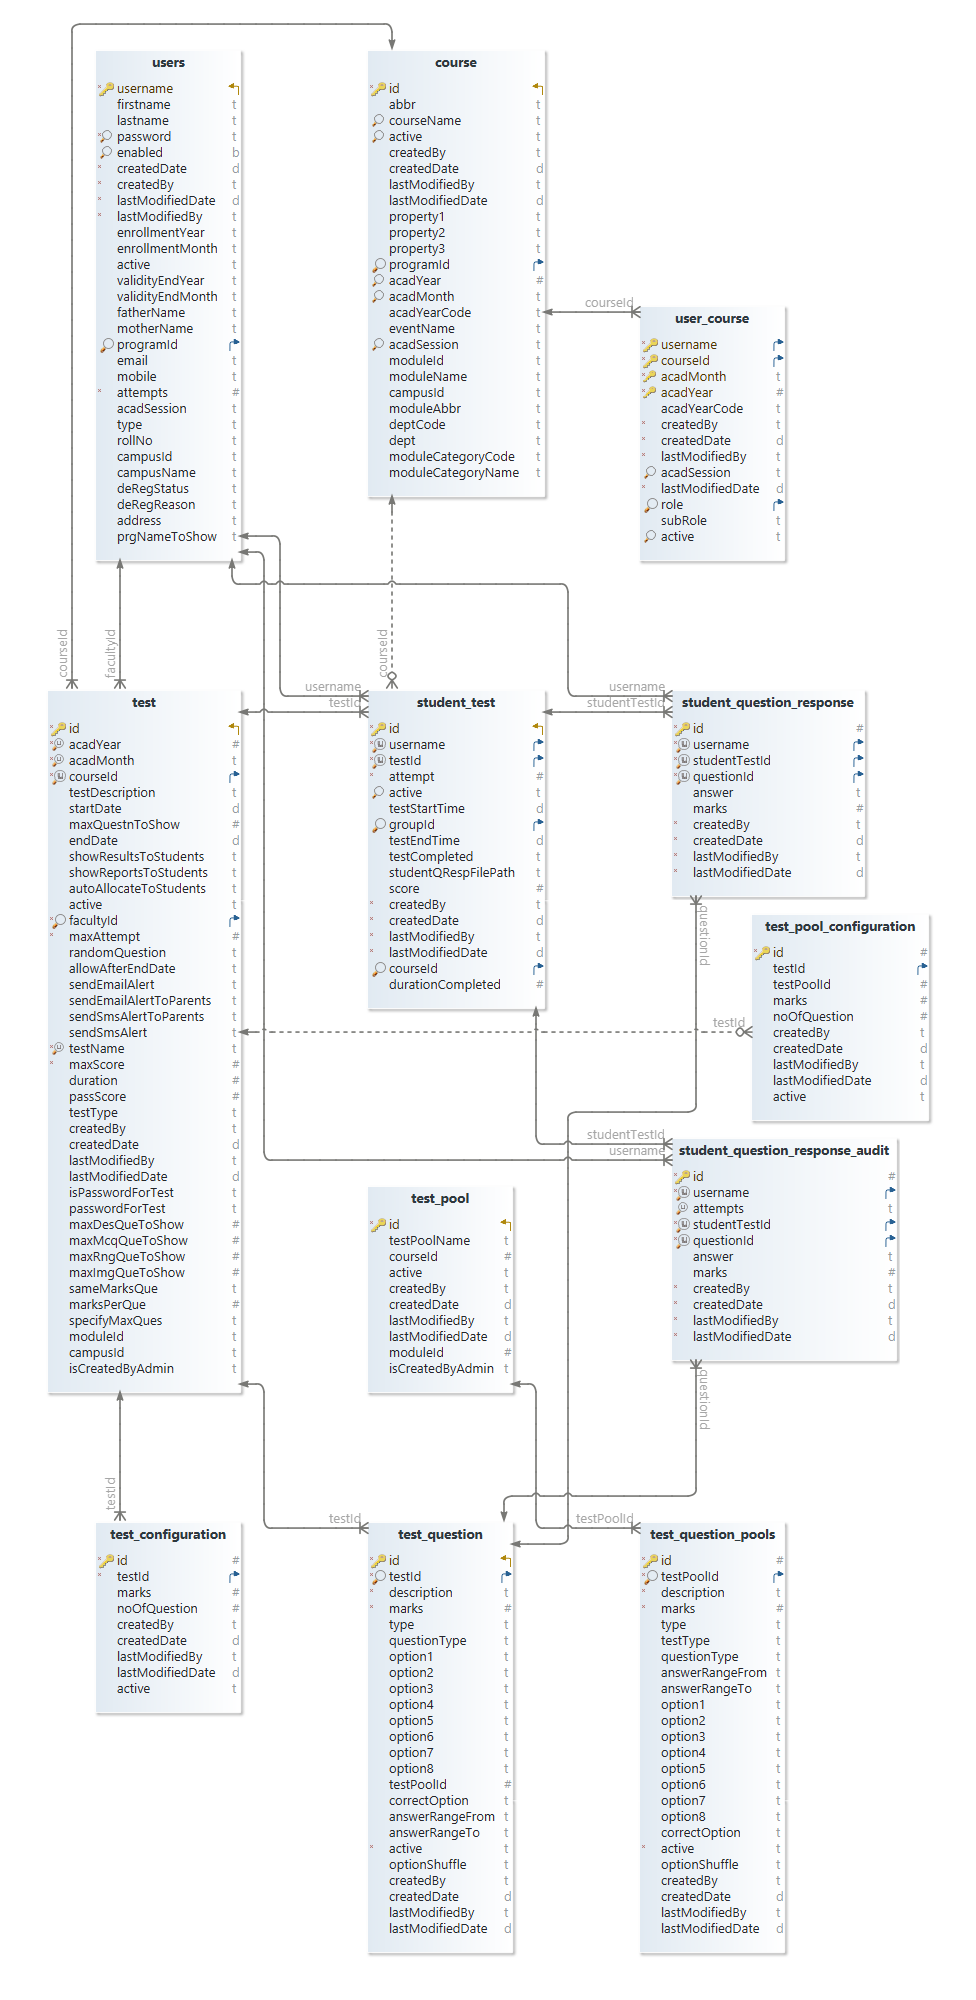 users
username
firstname t
lastname t
password t
enabled b
createdDate d
createdBy t
lastModifiedDate d
lastModifiedBy t
enrollmentYear t
enrollmentMonth t
active t
validityEndYear t
validityEndMonth t
fatherName t
motherName t
programId
email t
mobile t
attempts #
acadSession t
type t
rollNo t
campusId t
campusName t
deRegStatus t
deRegReason t
address t
prgNameToShow t
course
id
abbr t
courseName t
active t
createdBy t
createdDate d
lastModifiedBy t
lastModifiedDate d
property1 t
property2 t
property3 t
programId
acadYear #
acadMonth t
acadYearCode t
eventName t
acadSession t
moduleId t
moduleName t
campusId t
moduleAbbr t
deptCode t
dept t
moduleCategoryCode t
moduleCategoryName t
courseId
user_course
username
courseId
acadMonth t
acadYear #
acadYearCode t
createdBy t
createdDate d
lastModifiedBy t
acadSession t
lastModifiedDate d
role
subRole t
active t
courseId
facultyId
courseId
username
testId
username
studentTestId
test
id
acadYear #
acadMonth t
courseId
testDescription t
startDate d
maxQuestnToShow #
endDate d
showResultsToStudents t
showReportsToStudents t
autoAllocateToStudents t
active t
facultyId
maxAttempt #
randomQuestion t
allowAfterEndDate t
sendEmailAlert t
sendEmailAlertToParents t
sendSmsAlertToParents t
sendSmsAlert t
testName t
maxScore #
duration #
passScore #
testType t
createdBy t
createdDate d
lastModifiedBy t
lastModifiedDate d
isPasswordForTest t
passwordForTest t
maxDesQueToShow #
maxMcqQueToShow #
maxRngQueToShow #
maxImgQueToShow #
sameMarksQue t
marksPerQue #
specifyMaxQues t
moduleId t
campusId t
isCreatedByAdmin t
student_test
id
username
testId
attempt #
active t
testStartTime d
groupId
testEndTime d
testCompleted t
studentQRespFilePath t
score #
createdBy t
createdDate d
lastModifiedBy t
lastModifiedDate d
courseId
durationCompleted #
student_question_response
id #
username
studentTestId
questionId
answer t
marks #
createdBy t
createdDate d
lastModifiedBy t
lastModifiedDate d
questionId
test_pool_configuration
id #
testId
testPoolId #
marks #
noOfQuestion #
createdBy t
createdDate d
lastModifiedBy t
lastModifiedDate d
active t
testId
studentTestId
username
student_question_response_audit
id #
username
attempts t
studentTestId
questionId
answer t
marks #
createdBy t
createdDate d
lastModifiedBy t
lastModifiedDate d
questionId
test_pool
id
testPoolName t
courseId #
active t
createdBy t
createdDate d
lastModifiedBy t
lastModifiedDate d
moduleId #
isCreatedByAdmin t
testId
testId
testPoolId
test_configuration
id #
testId
marks #
noOfQuestion #
createdBy t
createdDate d
lastModifiedBy t
lastModifiedDate d
active t
test_question
id
testId
description t
marks #
type t
questionType t
option1 t
option2 t
option3 t
option4 t
option5 t
option6 t
option7 t
option8 t
testPoolId #
correctOption t
answerRangeFrom t
answerRangeTo t
active t
optionShuffle t
createdBy t
createdDate d
lastModifiedBy t
lastModifiedDate d
test_question_pools
id #
testPoolId
description t
marks #
type t
testType t
questionType t
answerRangeFrom t
answerRangeTo t
option1 t
option2 t
option3 t
option4 t
option5 t
option6 t
option7 t
option8 t
correctOption t
active t
optionShuffle t
createdBy t
createdDate d
lastModifiedBy t
lastModifiedDate d